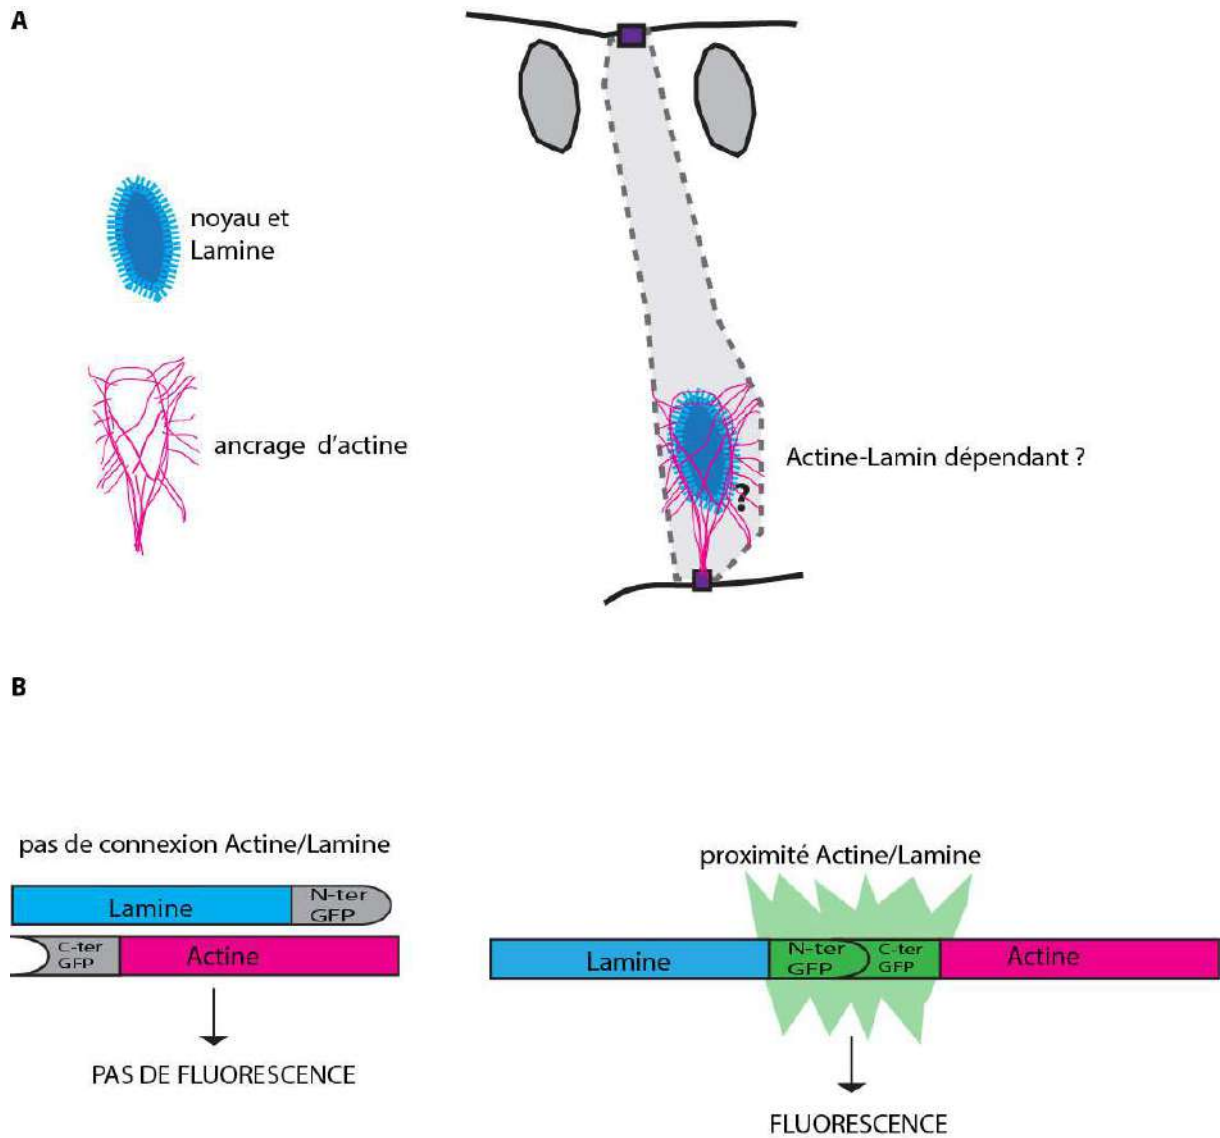 A
noyau et
Lamine
ancrage d'actine
Actine-Lamin dépendant ?
?
B
pas de connexion Actine/Lamine
Lamine
N-ter
GFP
C-ter
GFP
Actine
PAS DE FLUORESCENCE
proximité Actine/Lamine
Lamine
N-ter
GFP
C-ter
GFP
Actine
FLUORESCENCE